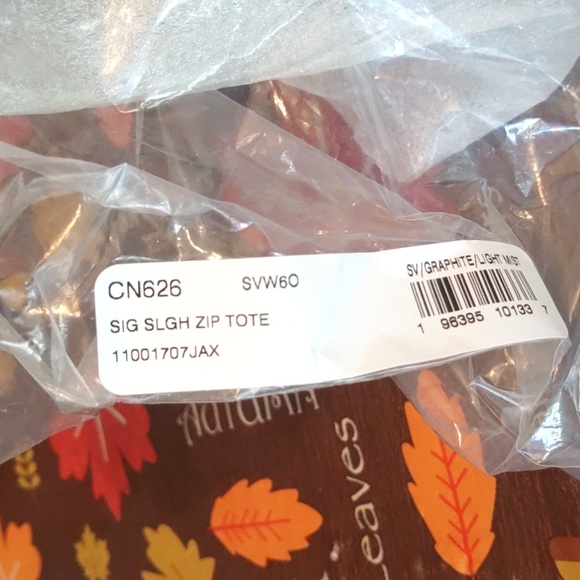 CN626 SVW6O
SV/GRAPHITE/LIGHT MIST
SIG SLGH ZIP TOTE
1 96395 10133 7
11001707JAX
AUTUMN
Leaves